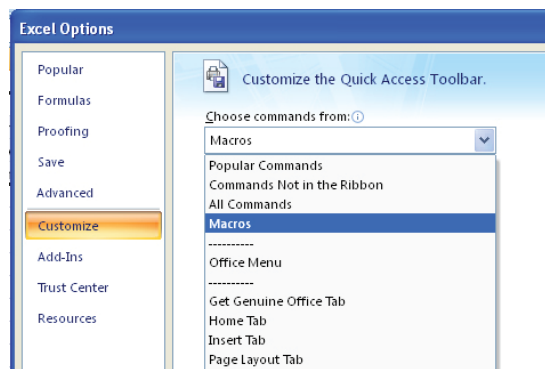 Excel Options
Popular
Formulas
Proofing
Save
Advanced
Customize
Add-Ins
Trust Center
Resources
Customize the Quick Access Toolbar.
Choose commands from:
Macros
Popular Commands
Commands Not in the Ribbon
All Commands
Macros
----------
Office Menu
----------
Get Genuine Office Tab
Home Tab
Insert Tab
Page Layout Tab